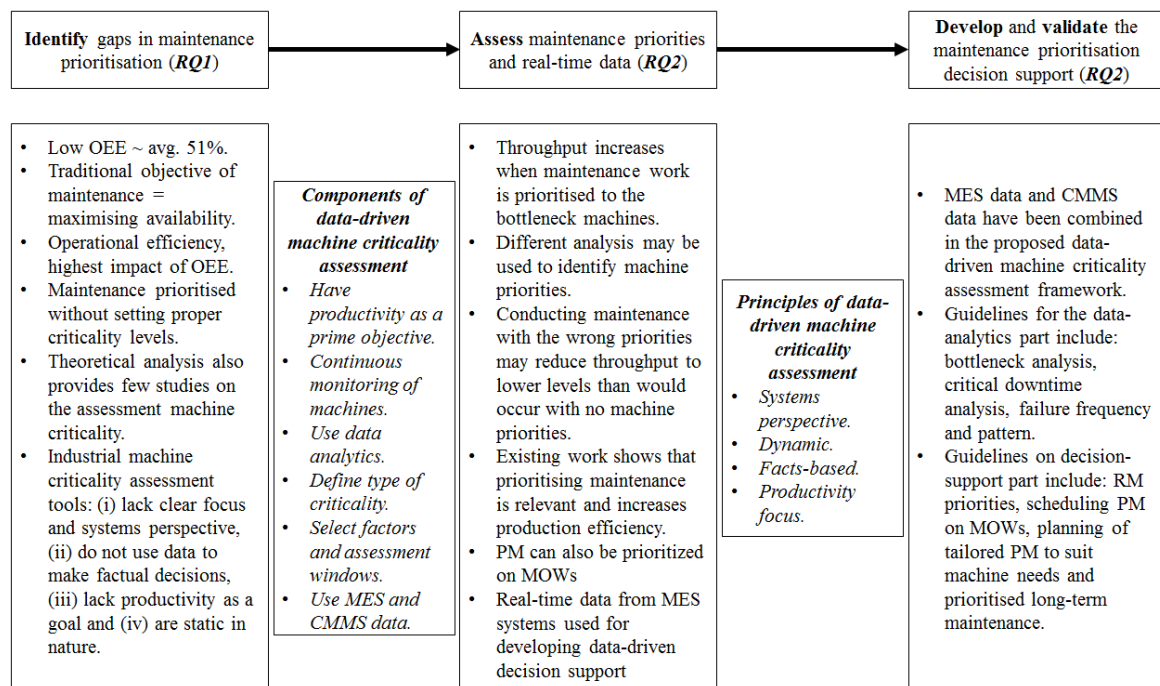 Identify gaps in maintenance
prioritisation (RQ1)
Assess maintenance priorities
and real-time data (RQ2)
Develop and validate the
maintenance prioritisation
decision support (RQ2)
• Low OEE ~ avg. 51%.
• Traditional objective of
maintenance =
maximising availability.
• Operational efficiency,
highest impact of OEE.
• Maintenance prioritised
without setting proper
criticality levels.
• Theoretical analysis also
provides few studies on
the assessment machine
criticality.
• Industrial machine
criticality assessment
tools: (i) lack clear focus
and systems perspective,
(ii) do not use data to
make factual decisions,
(iii) lack productivity as a
goal and (iv) are static in
nature.
Components of
data-driven
machine criticality
assessment
• Have
productivity as a
prime objective.
• Continuous
monitoring of
machines.
• Use data
analytics.
• Define type of
criticality.
• Select factors
and assessment
windows.
• Use MES and
CMMS data.
• Throughput increases
when maintenance work
is prioritised to the
bottleneck machines.
• Different analysis may be
used to identify machine
priorities.
• Conducting maintenance
with the wrong priorities
may reduce throughput to
lower levels than would
occur with no machine
priorities.
• Existing work shows that
prioritising maintenance
is relevant and increases
production efficiency.
• PM can also be prioritized
on MOWs
• Real-time data from MES
systems used for
developing data-driven
decision support
Principles of data-
driven machine
criticality
assessment
• Systems
perspective.
• Dynamic.
• Facts-based.
• Productivity
focus.
• MES data and CMMS
data have been combined
in the proposed data-
driven machine criticality
assessment framework.
• Guidelines for the data-
analytics part include:
bottleneck analysis,
critical downtime
analysis, failure frequency
and pattern.
• Guidelines on decision-
support part include: RM
priorities, scheduling PM
on MOWs, planning of
tailored PM to suit
machine needs and
prioritised long-term
maintenance.